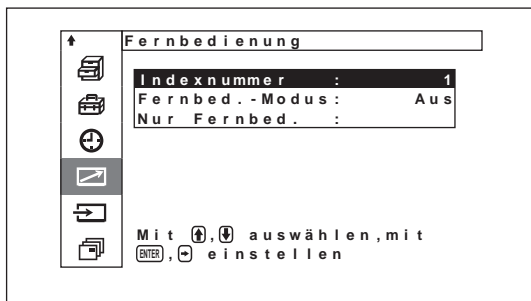 Fernbedienung
Indexnummer : 1
Fernbed.-Modus: Aus
Nur Fernbed. :
Mit ↑,↓ auswählen,mit
ENTER,→ einstellen